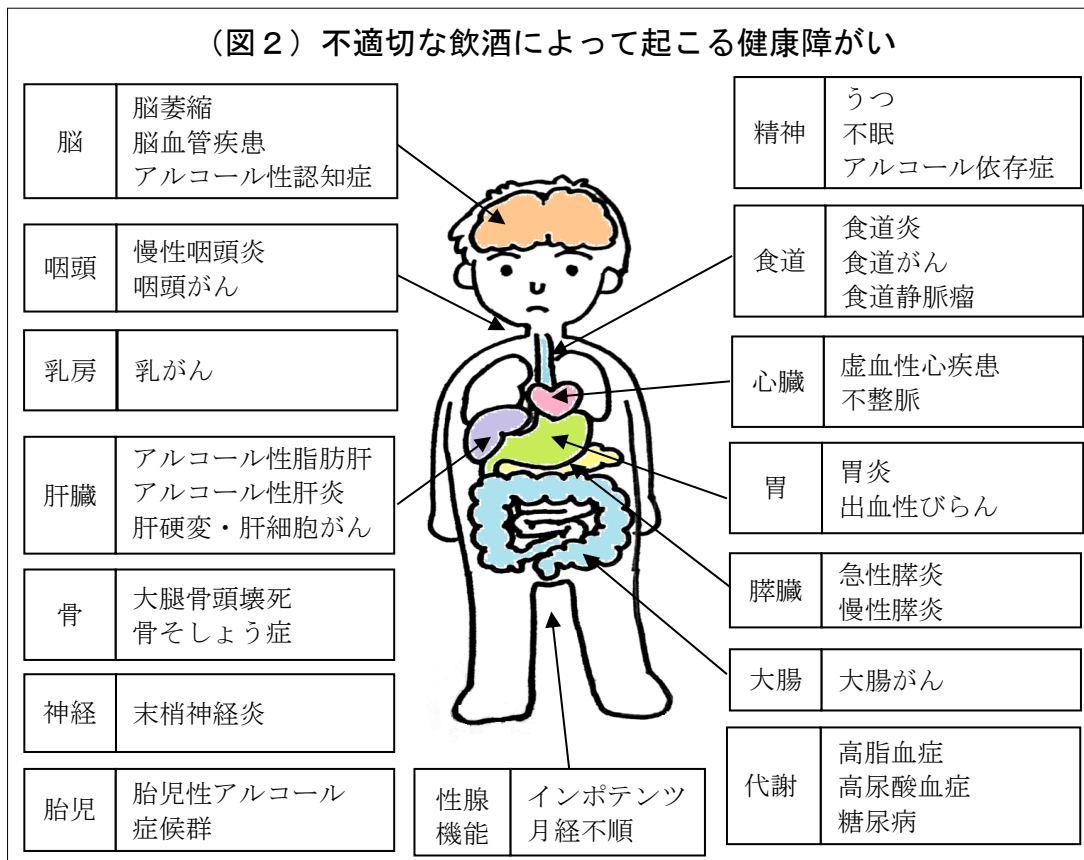 (図2)不適切な飲酒によって起こる健康障がい
脳
脳萎縮
脳血管疾患
アルコール性認知症
咽頭
慢性咽頭炎
咽頭がん
乳房
乳がん
肝臓
アルコール性脂肪肝
アルコール性肝炎
肝硬変・肝細胞がん
骨
大腿骨頭壊死
骨そしょう症
神経
末梢神経炎
胎児
胎児性アルコール
症候群
性腺
機能
インポテンツ
月経不順
精神
うつ
不眠
アルコール依存症
食道
食道炎
食道がん
食道静脈瘤
心臓
虚血性心疾患
不整脈
胃
胃炎
出血性びらん
膵臓
急性膵炎
慢性膵炎
大腸
大腸がん
代謝
高脂血症
高尿酸血症
糖尿病